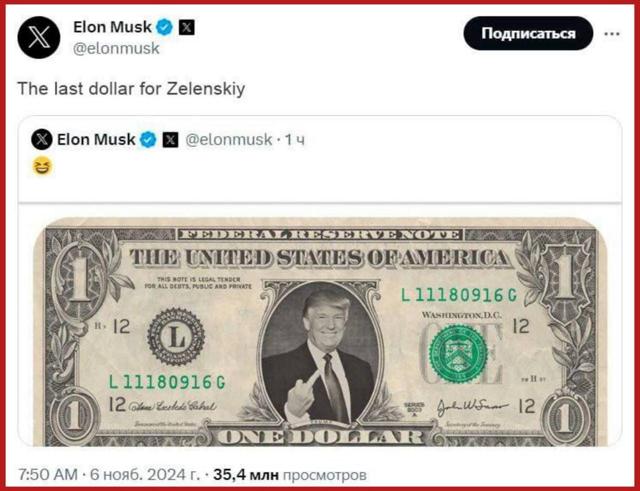 Elon Musk
@elonmusk
Подписаться
The last dollar for Zelenskiy
Elon Musk @elonmusk · 1 ч
FEDERAL RESERVE NOTE
THE UNITED STATES OF AMERICA
THIS NOTE IS LEGAL TENDER
FOR ALL DEBTS, PUBLIC AND PRIVATE
L 11180916 G
WASHINGTON, D.C.
1
1
12
L
12
L 11180916 G
12
SERIES
2003
A
12
1
ONE DOLLAR
1
7:50 AM · 6 нояб. 2024 г. · 35,4 млн просмотров